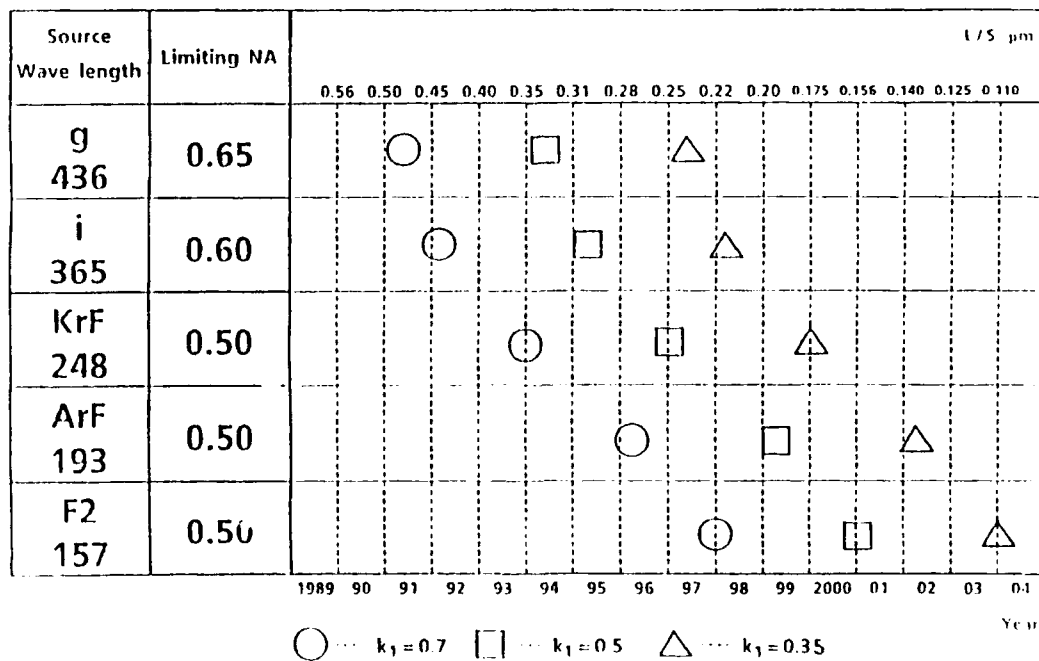 Source
Wave length
Limiting NA
L/S μm
0.56 0.50 0.45 0.40 0.35 0.31 0.28 0.25 0.22 0.20 0.175 0.156 0.140 0.125 0.110
g
436
0.65
i
365
0.60
KrF
248
0.50
ArF
193
0.50
F2
157
0.50
1989 90 91 92 93 94 95 96 97 98 99 2000 01 02 03 04
Year
··· k₁ = 0.7 ··· k₁ = 0.5 ··· k₁ = 0.35